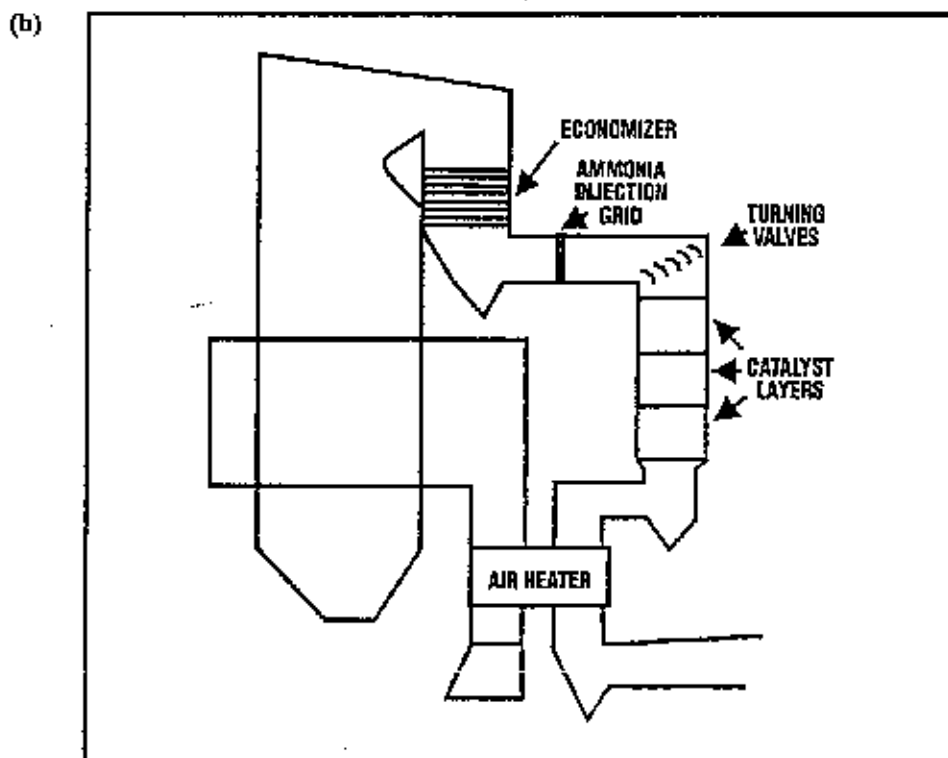 (b)
ECONOMIZER
AMMONIA
INJECTION
GRID
TURNING
VALVES
CATALYST
LAYERS
AIR HEATER